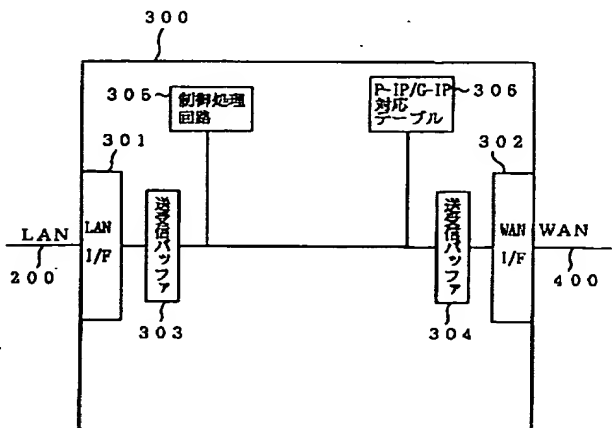 300
305
制御処理
回路
P-IP/G-IP
対応
テーブル
306
301
302
LAN
LAN
I/F
送受信バッファ
送受信バッファ
WAN
I/F
WAN
200
303
304
400